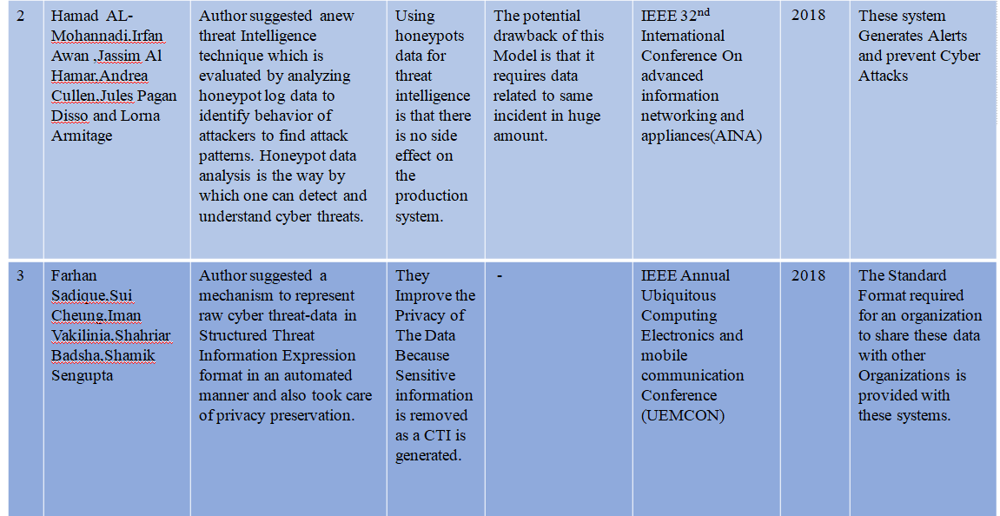 2
Hamad AL-
Mohannadi,Irfan
Awan ,Jassim Al
Hamar,Andrea
Cullen,Jules Pagan
Disso and Lorna
Armitage
Author suggested anew
threat Intelligence
technique which is
evaluated by analyzing
honeypot log data to
identify behavior of
attackers to find attack
patterns. Honeypot data
analysis is the way by
which one can detect and
understand cyber threats.
Using
honeypots
data for
threat
intelligence
is that there
is no side
effect on
the
production
system.
The potential
drawback of this
Model is that it
requires data
related to same
incident in huge
amount.
IEEE 32nd
International
Conference On
advanced
information
networking and
appliances(AINA)
2018
These system
Generates Alerts
and prevent Cyber
Attacks
3
Farhan
Sadique,Sui
Cheung,Iman
Vakilinia,Shahriar
Badsha,Shamik
Sengupta
Author suggested a
mechanism to represent
raw cyber threat-data in
Structured Threat
Information Expression
format in an automated
manner and also took care
of privacy preservation.
They
Improve the
Privacy of
The Data
Because
Sensitive
information
is removed
as a CTI is
generated.
-
IEEE Annual
Ubiquitous
Computing
Electronics and
mobile
communication
Conference
(UEMCON)
2018
The Standard
Format required
for an organization
to share these data
with other
Organizations is
provided with
these systems.